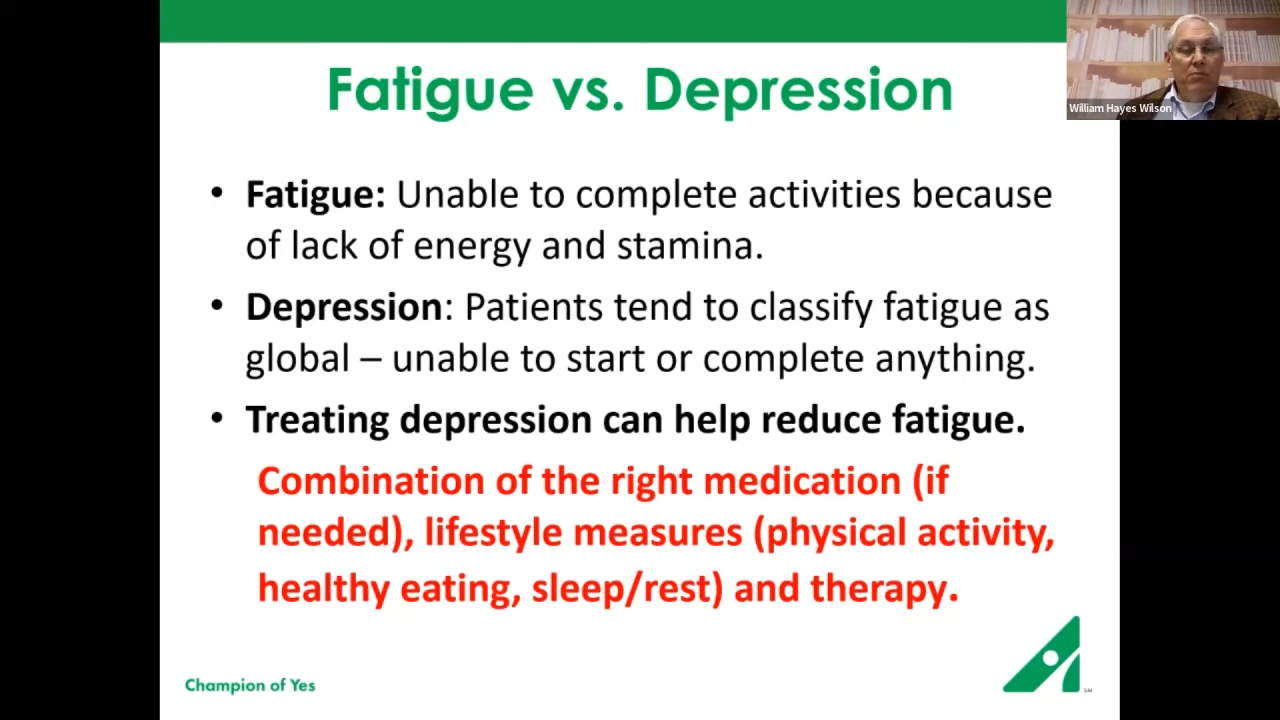 Fatigue vs. Depression
William Hayes Wilson
• Fatigue: Unable to complete activities because
of lack of energy and stamina.
• Depression: Patients tend to classify fatigue as
global – unable to start or complete anything.
• Treating depression can help reduce fatigue.
Combination of the right medication (if
needed), lifestyle measures (physical activity,
healthy eating, sleep/rest) and therapy.
Champion of Yes
SM